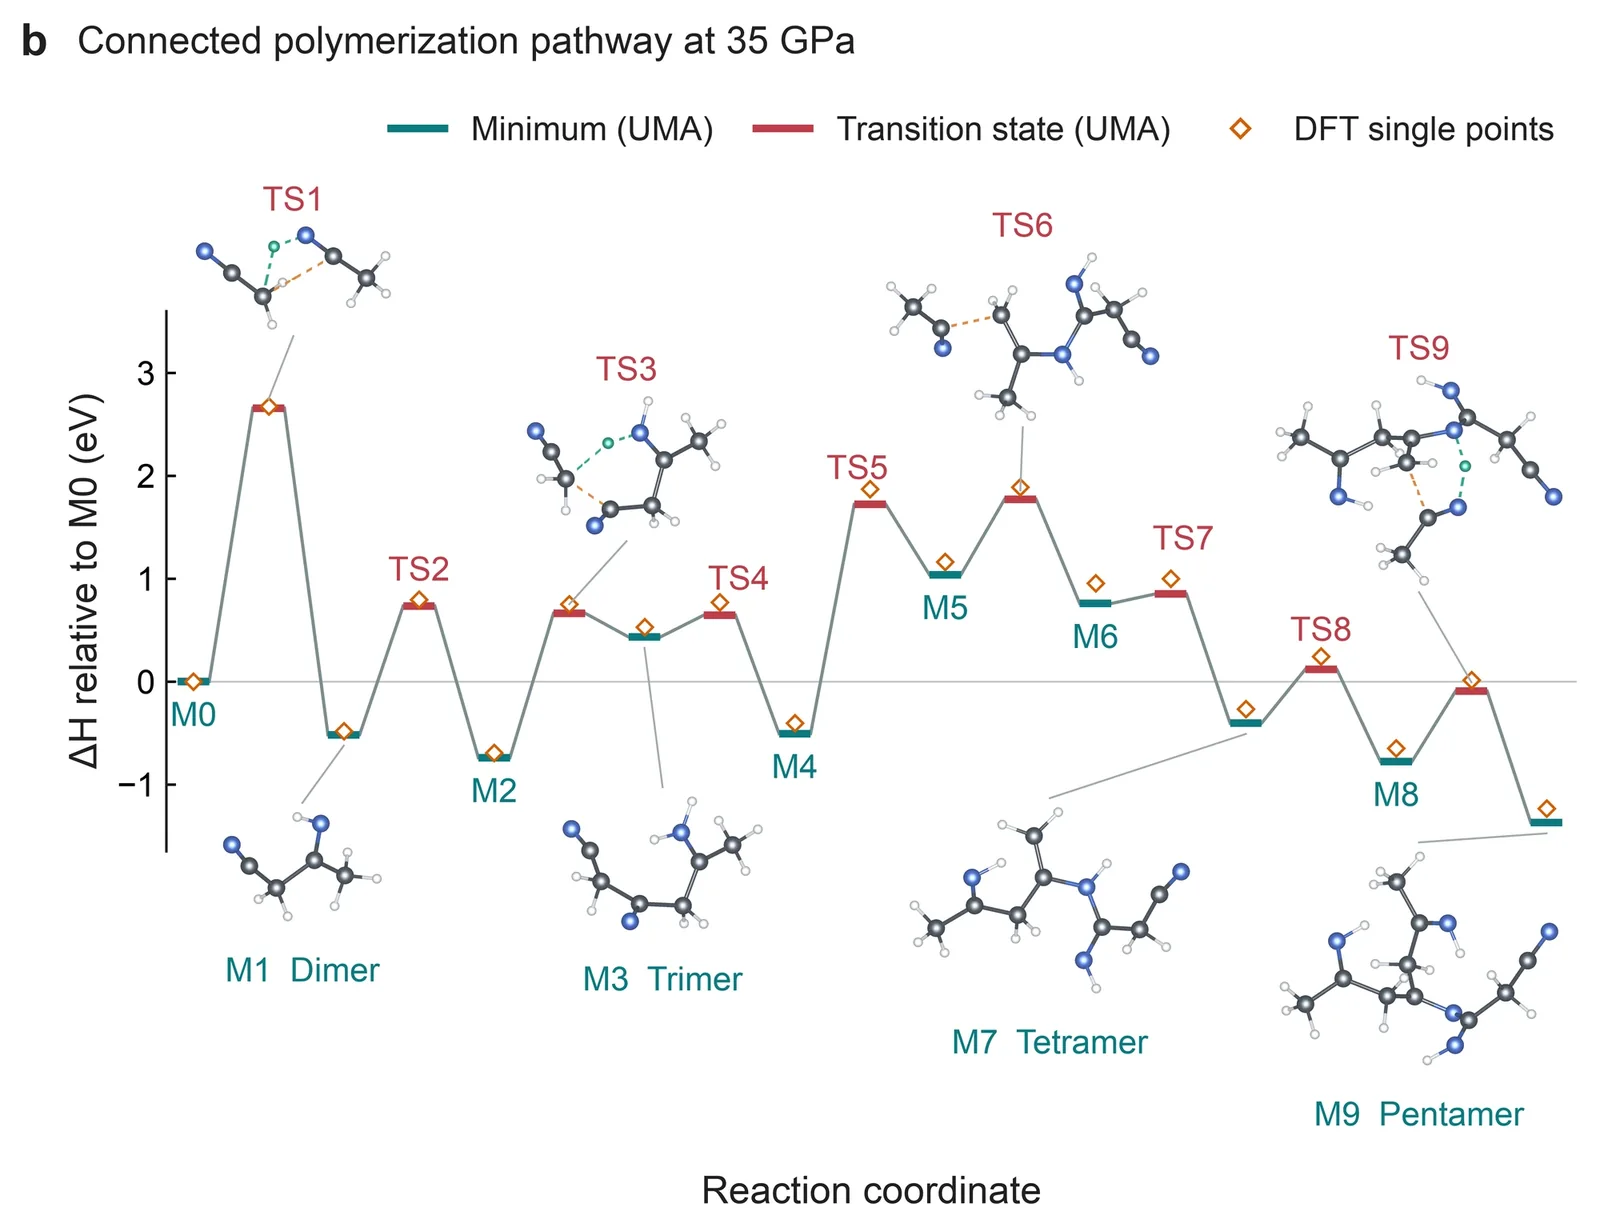 b Connected polymerization pathway at 35 GPa
Minimum (UMA) Transition state (UMA) DFT single points
TS1
TS6
TS3
TS9
3
2
1
0
−1
ΔH relative to M0 (eV)
TS5
TS2
TS4
TS7
TS8
M0
M5
M6
M2
M4
M8
M1 Dimer
M3 Trimer
M7 Tetramer
M9 Pentamer
Reaction coordinate